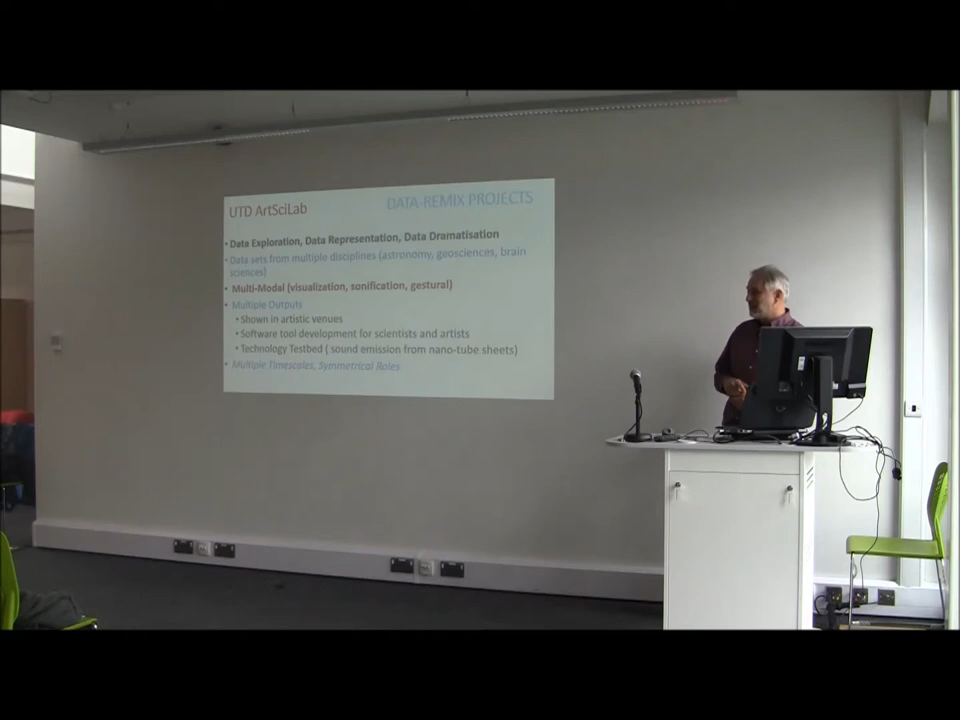 UTD ArtSciLab DATA-REMIX PROJECTS
• Data Exploration, Data Representation, Data Dramatisation
• Data sets from multiple disciplines (astronomy, geosciences, brain
sciences)
• Multi-Modal (visualization, sonification, gestural)
• Multiple Outputs
• Shown in artistic venues
• Software tool development for scientists and artists
• Technology Testbed ( sound emission from nano-tube sheets)
• Multiple Timescales, Symmetrical Roles